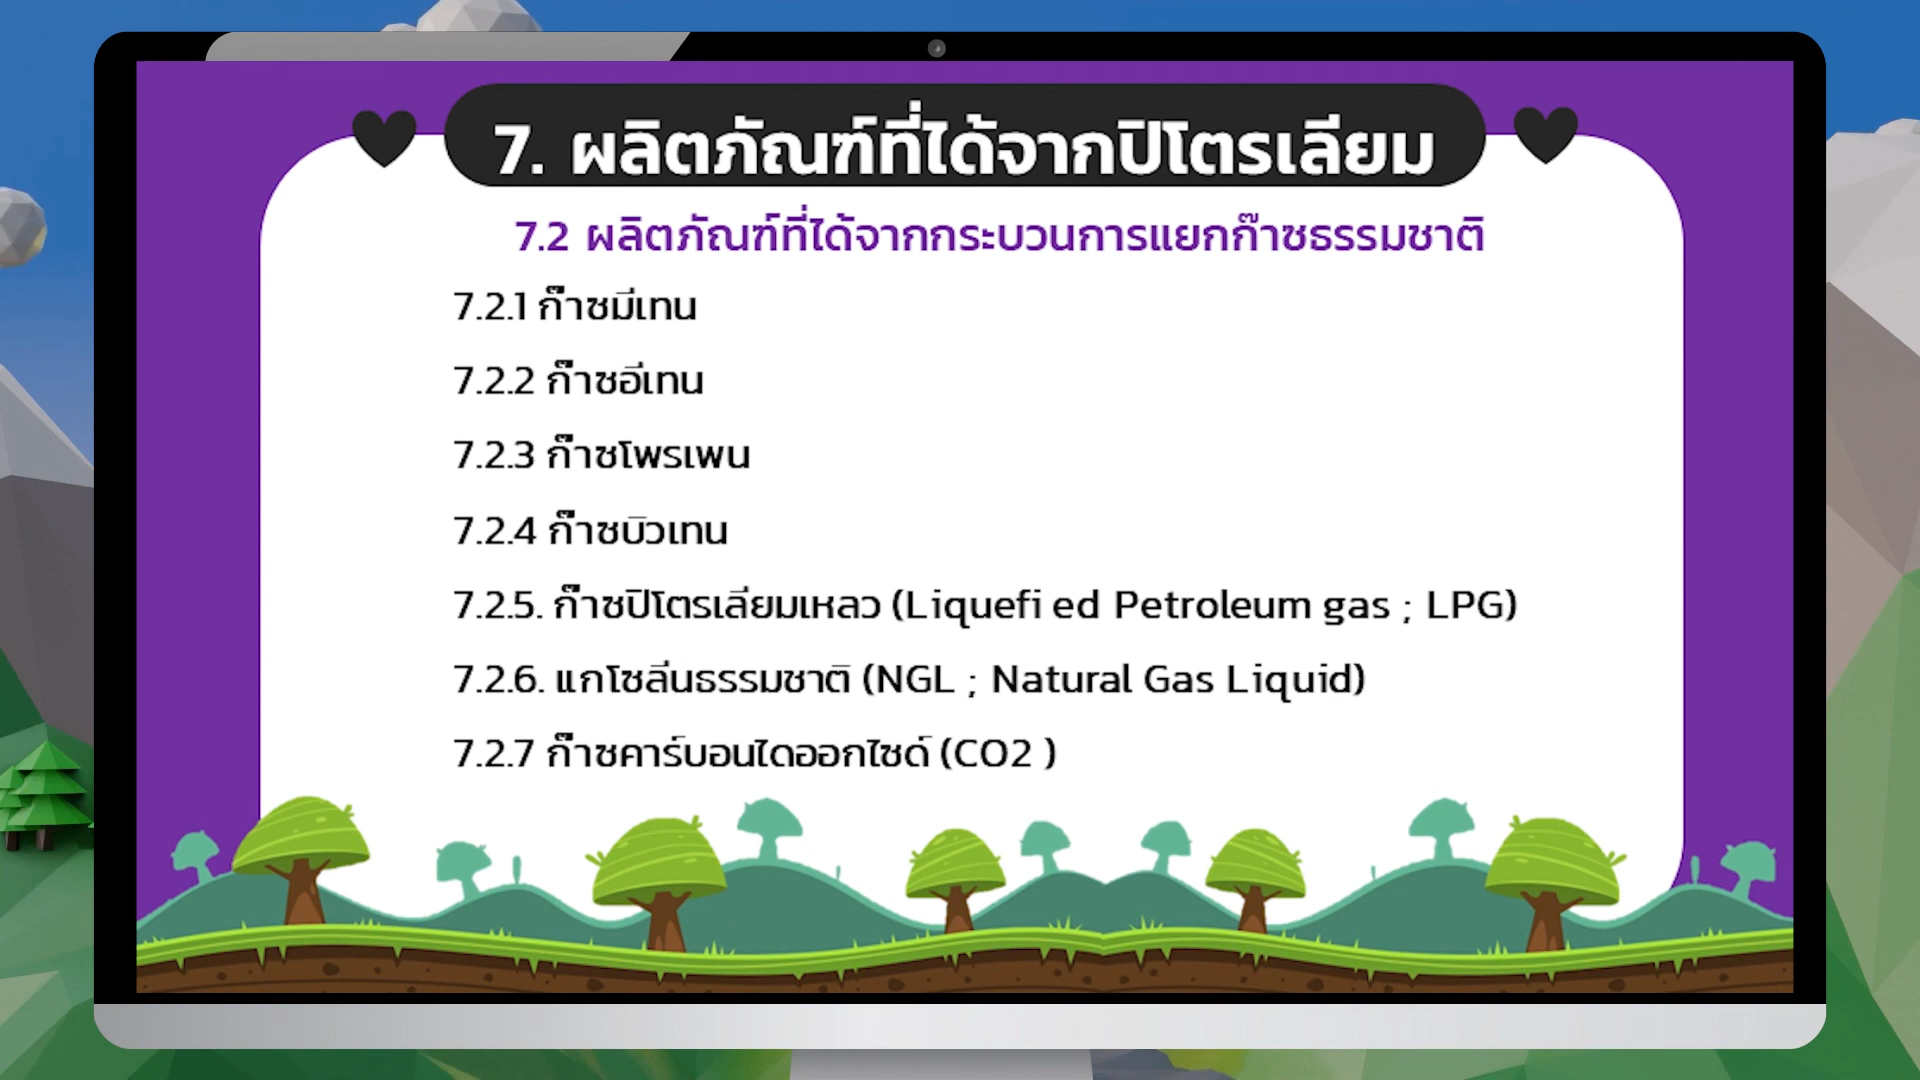 7. ผลิตภัณฑ์ที่ได้จากปิโตรเลียม
7.2 ผลิตภัณฑ์ที่ได้จากกระบวนการแยกก๊าซธรรมชาติ
7.2.1 ก๊าซมีเทน
7.2.2 ก๊าซอีเทน
7.2.3 ก๊าซโพรเพน
7.2.4 ก๊าซบิวเทน
7.2.5. ก๊าซปิโตรเลียมเหลว (Liquefi ed Petroleum gas ; LPG)
7.2.6. แกโซลีนธรรมชาติ (NGL ; Natural Gas Liquid)
7.2.7 ก๊าซคาร์บอนไดออกไซด์ (CO2 )